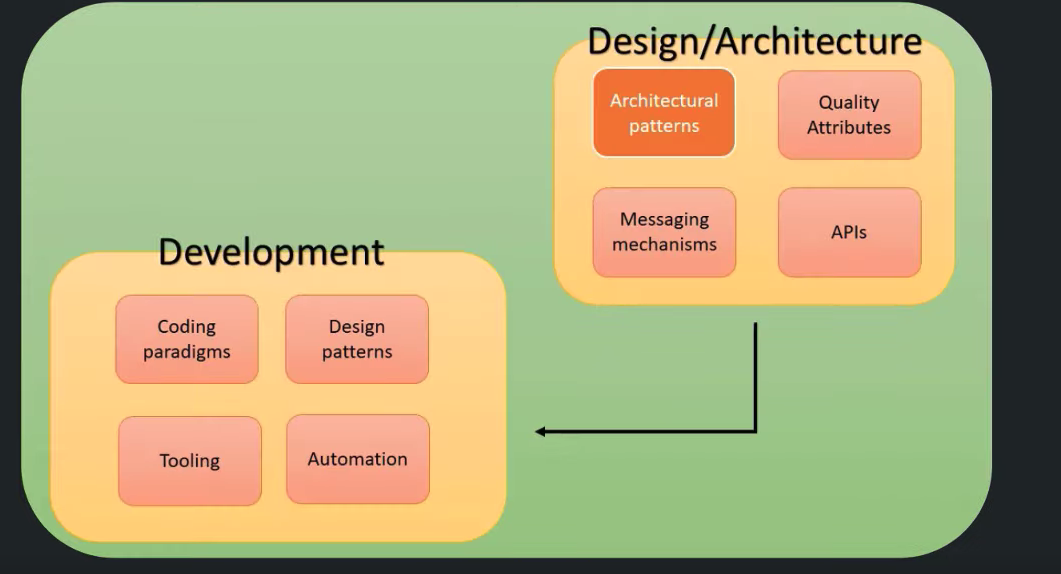 Design/Architecture
Architectural
patterns
Quality
Attributes
Messaging
mechanisms
APIs
Development
Coding
paradigms
Design
patterns
Tooling
Automation